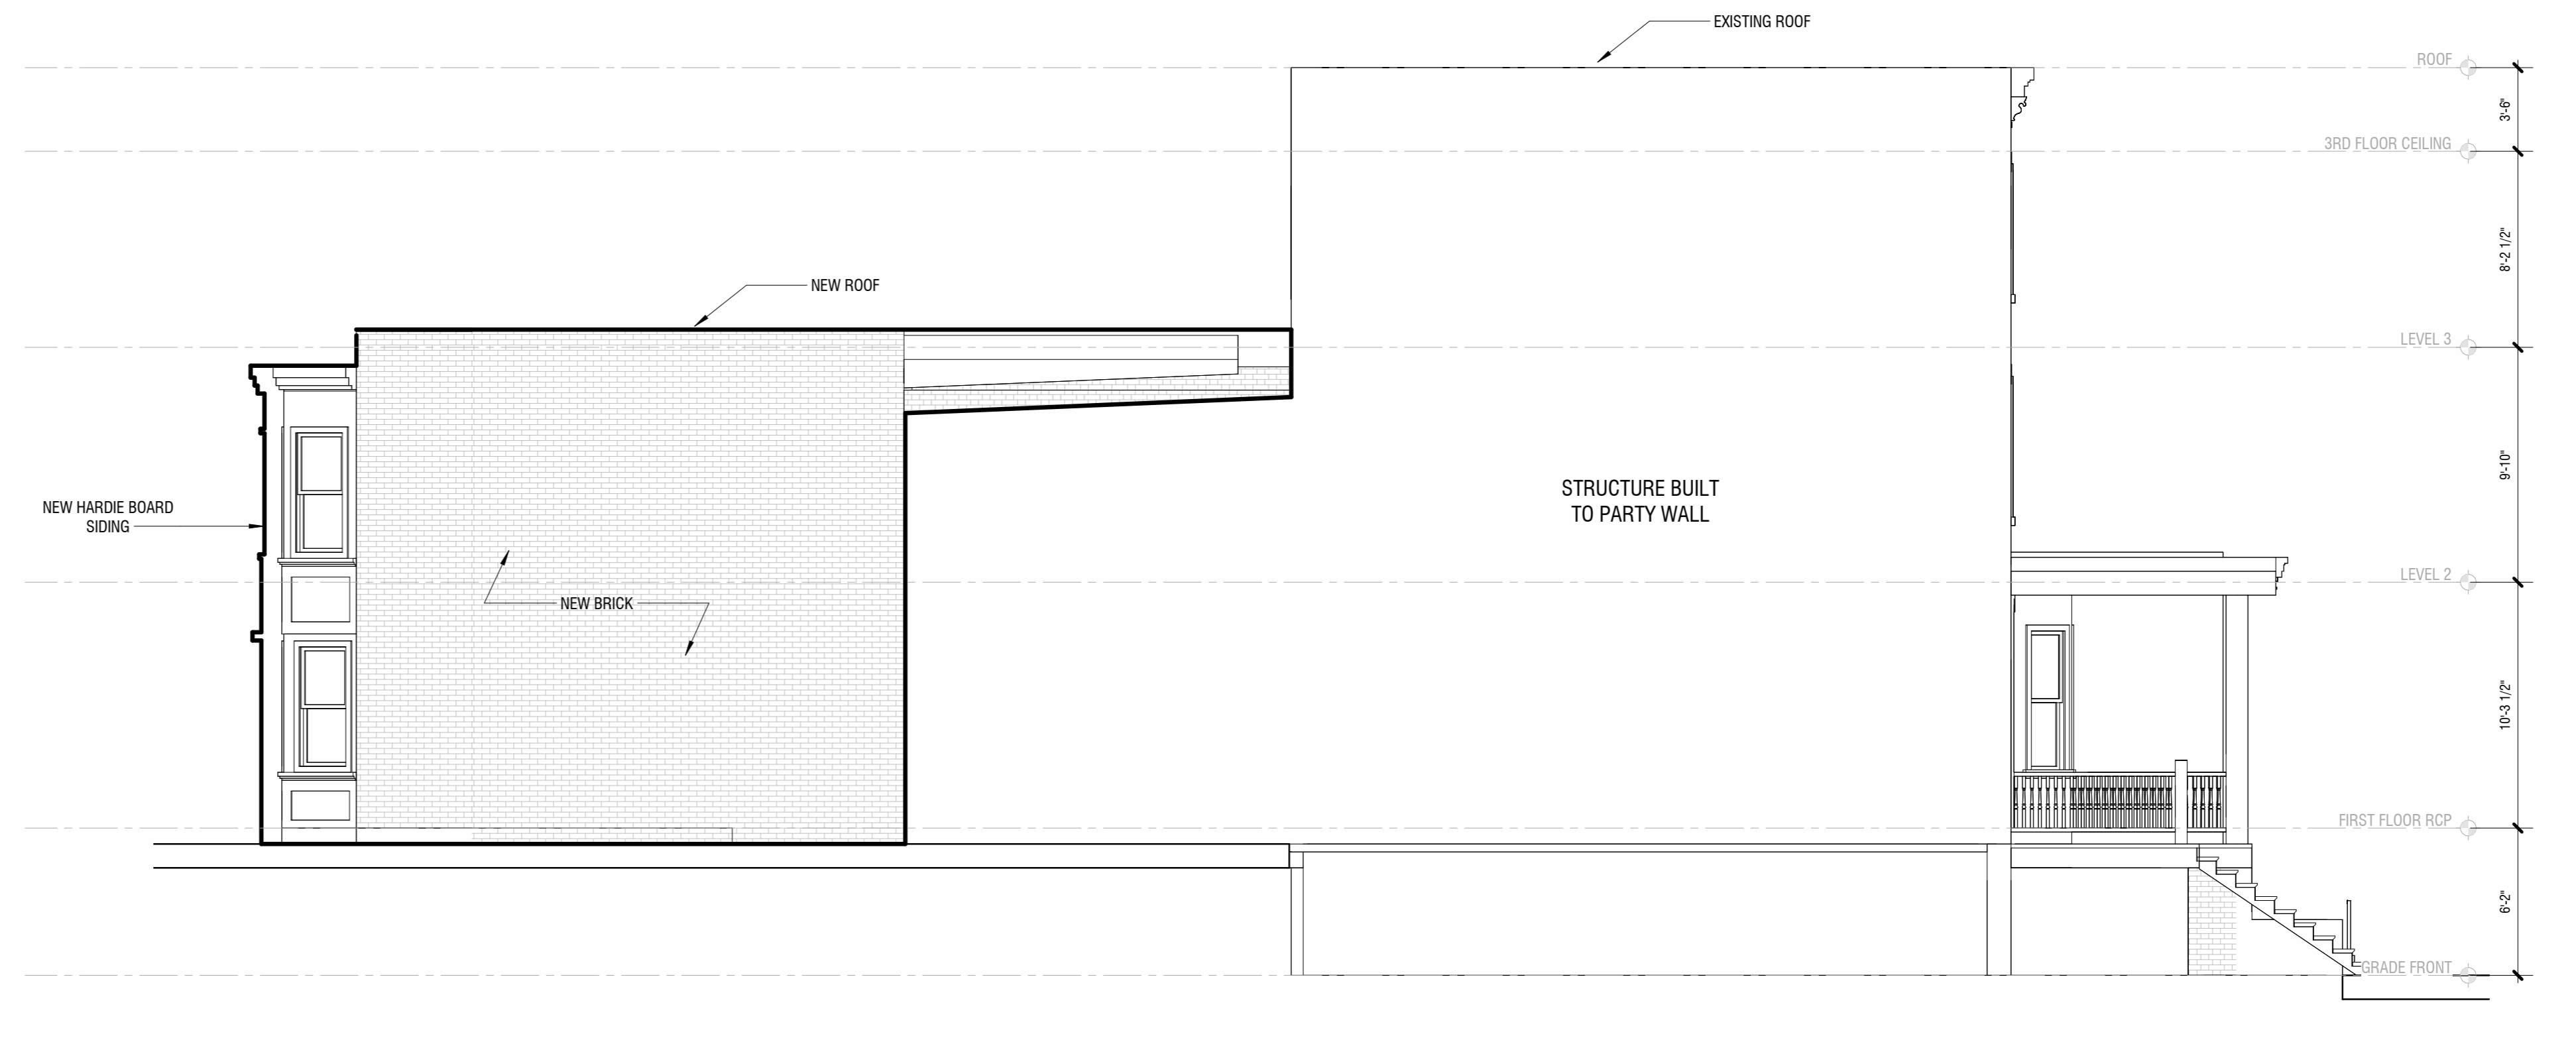 EXISTING ROOF
ROOF
3'-6"
3RD FLOOR CEILING
8'-2 1/2"
NEW ROOF
LEVEL 3
9'-10"
NEW HARDIE BOARD
SIDING
STRUCTURE BUILT
TO PARTY WALL
LEVEL 2
NEW BRICK
10'-3 1/2"
FIRST FLOOR RCP
6'-2"
GRADE FRONT